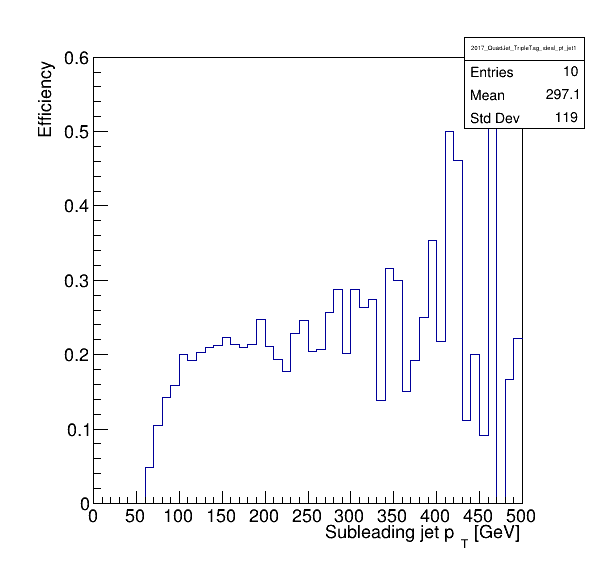 2017_QuadJet_TripleTag_ideal_pt_jet1
Entries 10
Mean 297.1
Std Dev 119
Efficiency
0.6
0.5
0.4
0.3
0.2
0.1
0
0 50 100 150 200 250 300 350 400 450 500
Subleading jet p T [GeV]